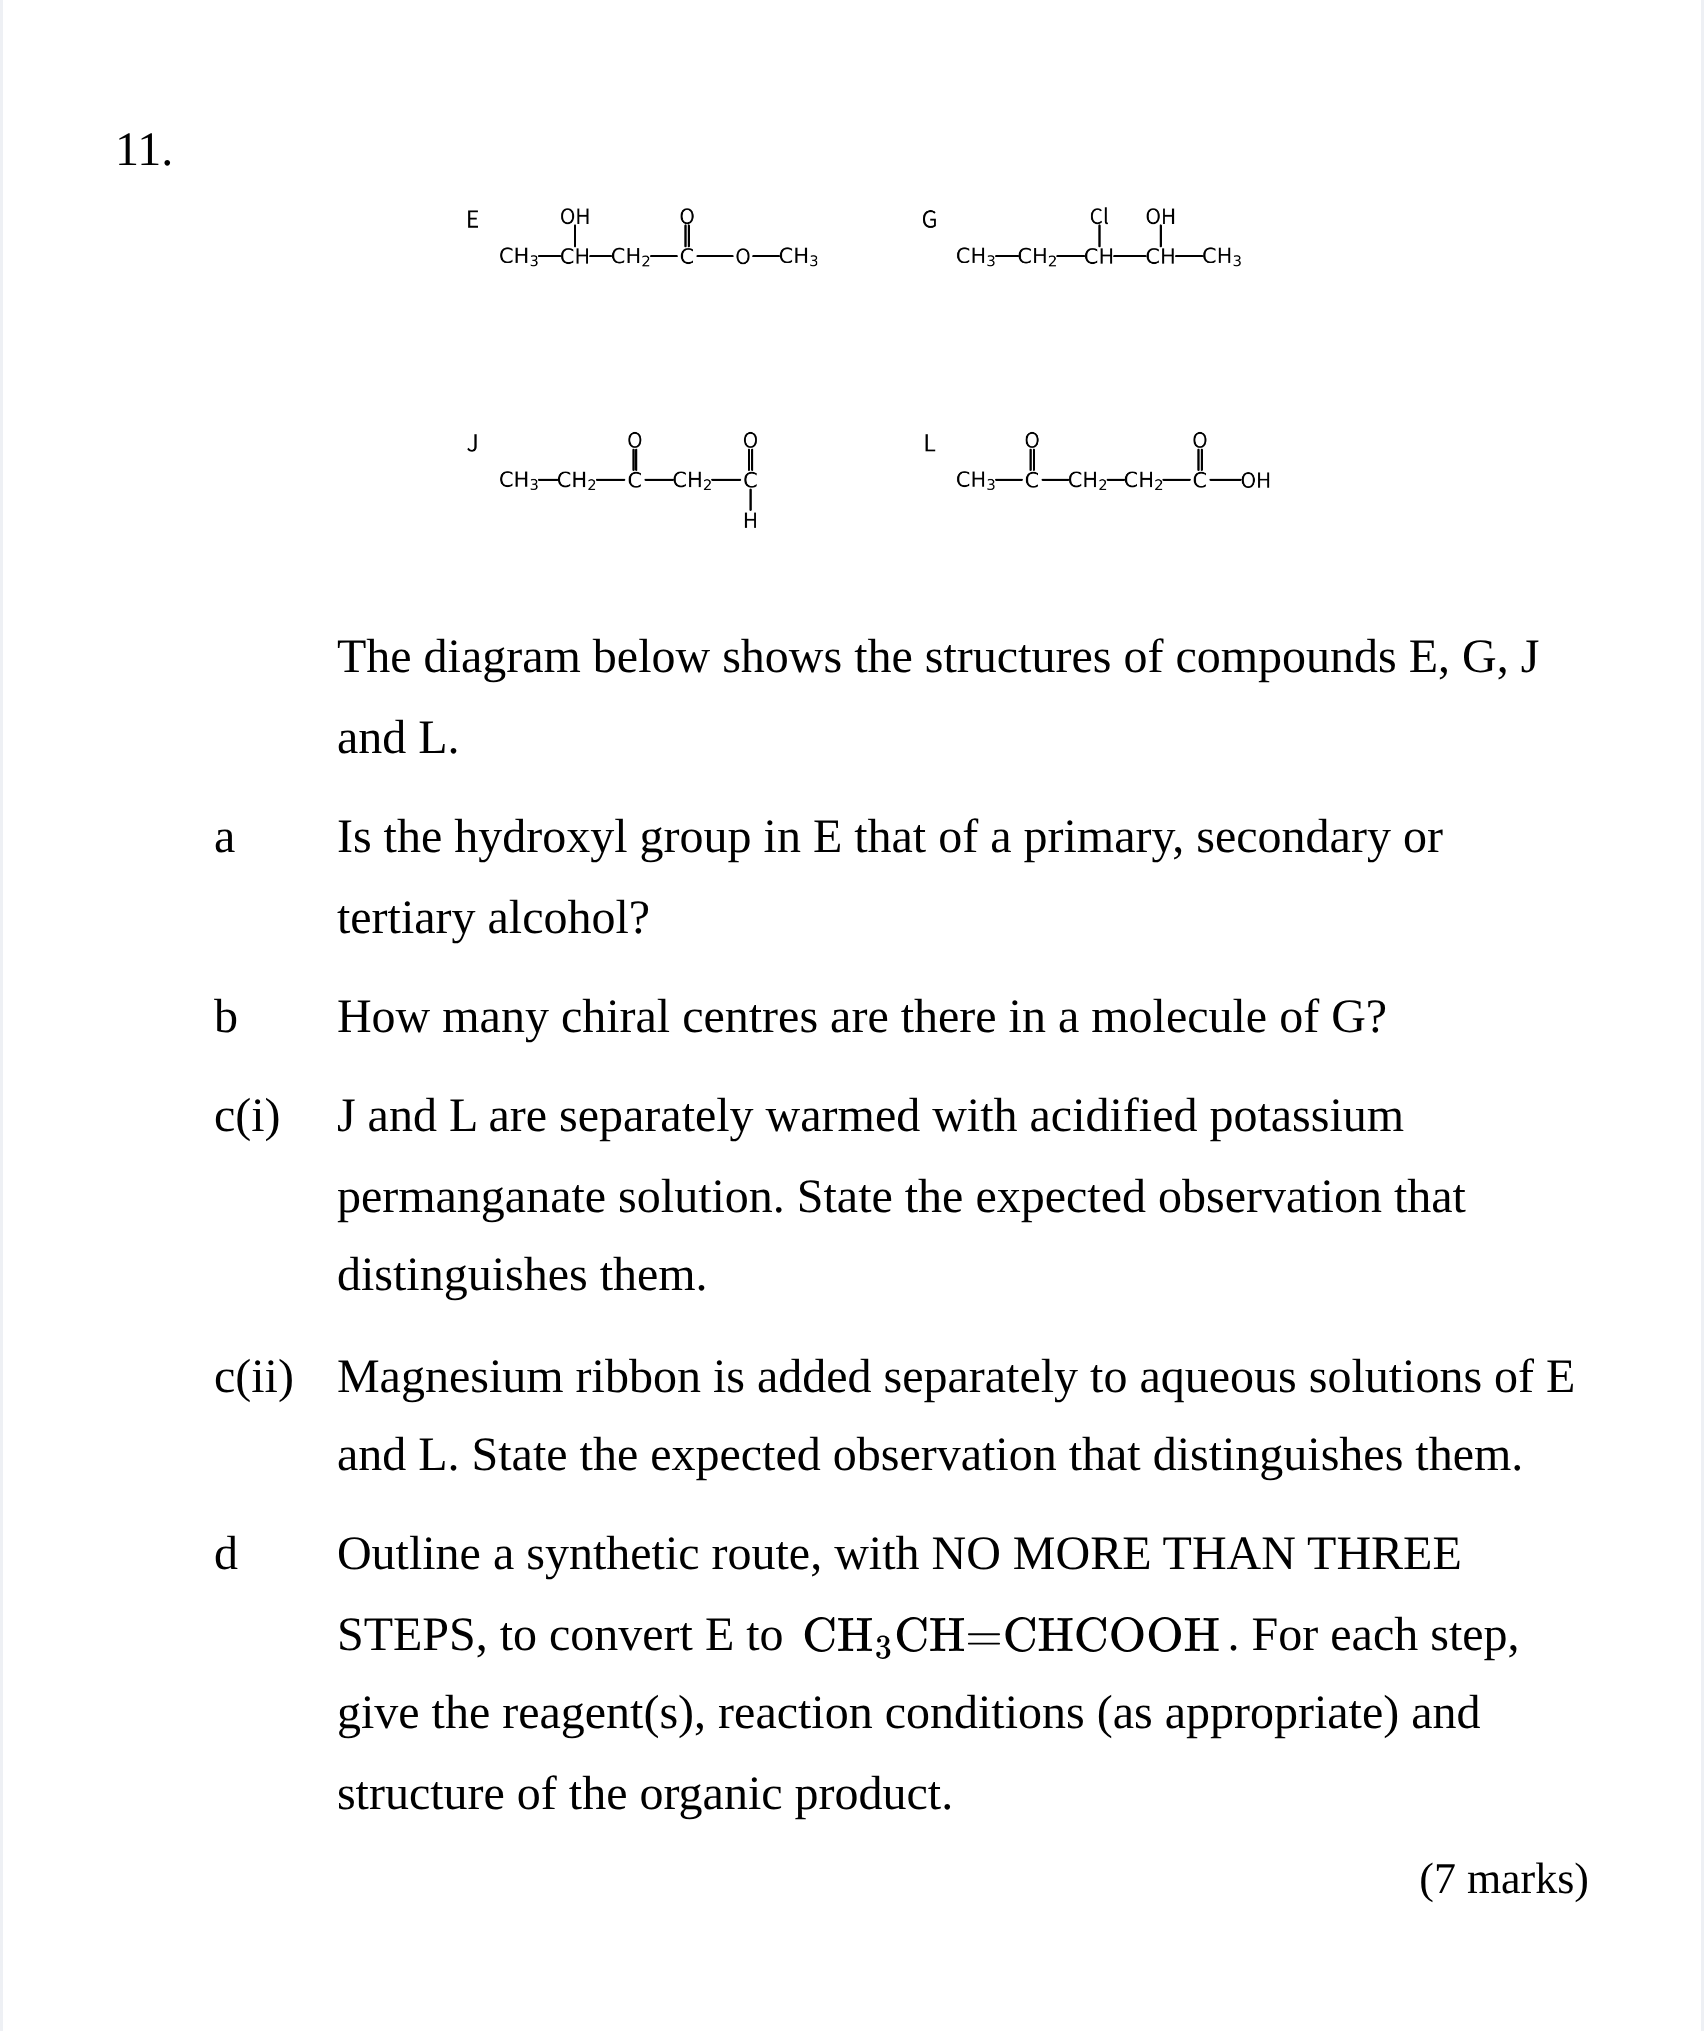 11.
E OH O G Cl OH
CH₃—CH—CH₂—C—O—CH₃ CH₃—CH₂—CH—CH—CH₃
J O O L O O
CH₃—CH₂—C—CH₂—C CH₃—C—CH₂—CH₂—C—OH
H
The diagram below shows the structures of compounds E, G, J
and L.
a Is the hydroxyl group in E that of a primary, secondary or
tertiary alcohol?
b How many chiral centres are there in a molecule of G?
c(i) J and L are separately warmed with acidified potassium
permanganate solution. State the expected observation that
distinguishes them.
c(ii) Magnesium ribbon is added separately to aqueous solutions of E
and L. State the expected observation that distinguishes them.
d Outline a synthetic route, with NO MORE THAN THREE
STEPS, to convert E to CH₃CH=CHCOOH. For each step,
give the reagent(s), reaction conditions (as appropriate) and
structure of the organic product.
(7 marks)